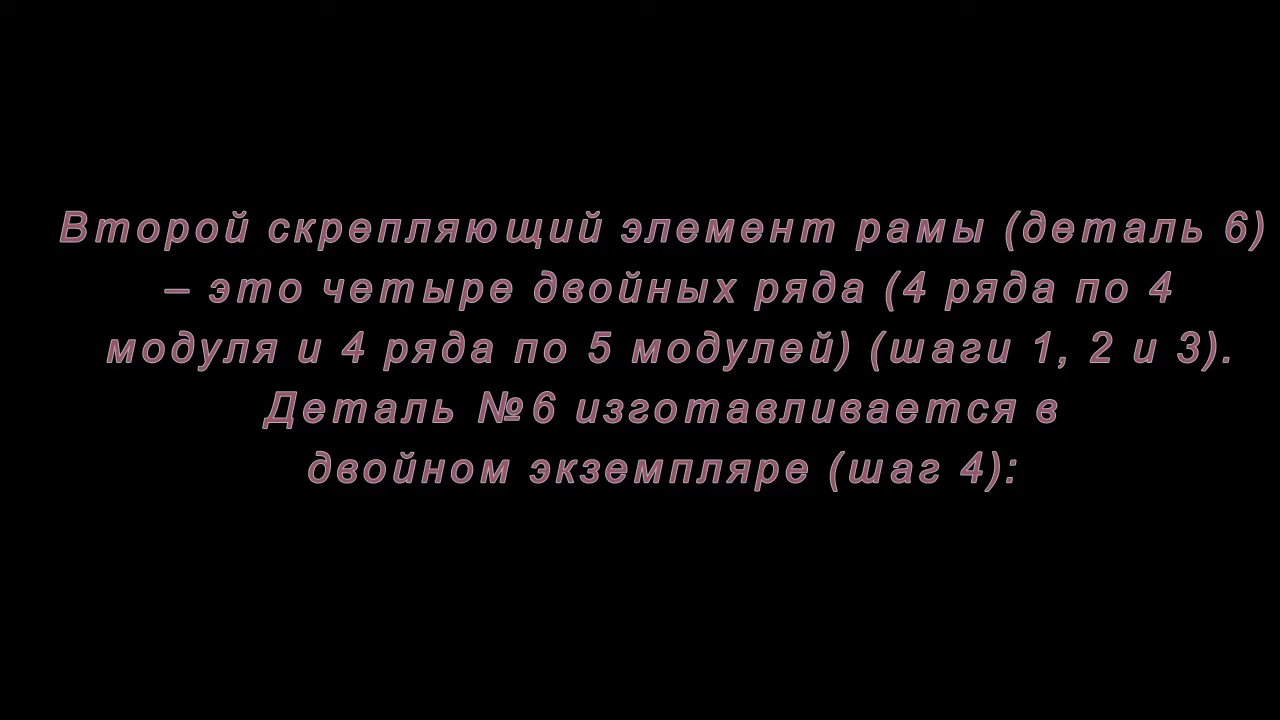 Второй скрепляющий элемент рамы (деталь 6)
– это четыре двойных ряда (4 ряда по 4
модуля и 4 ряда по 5 модулей) (шаги 1, 2 и 3).
Деталь №6 изготавливается в
двойном экземпляре (шаг 4):